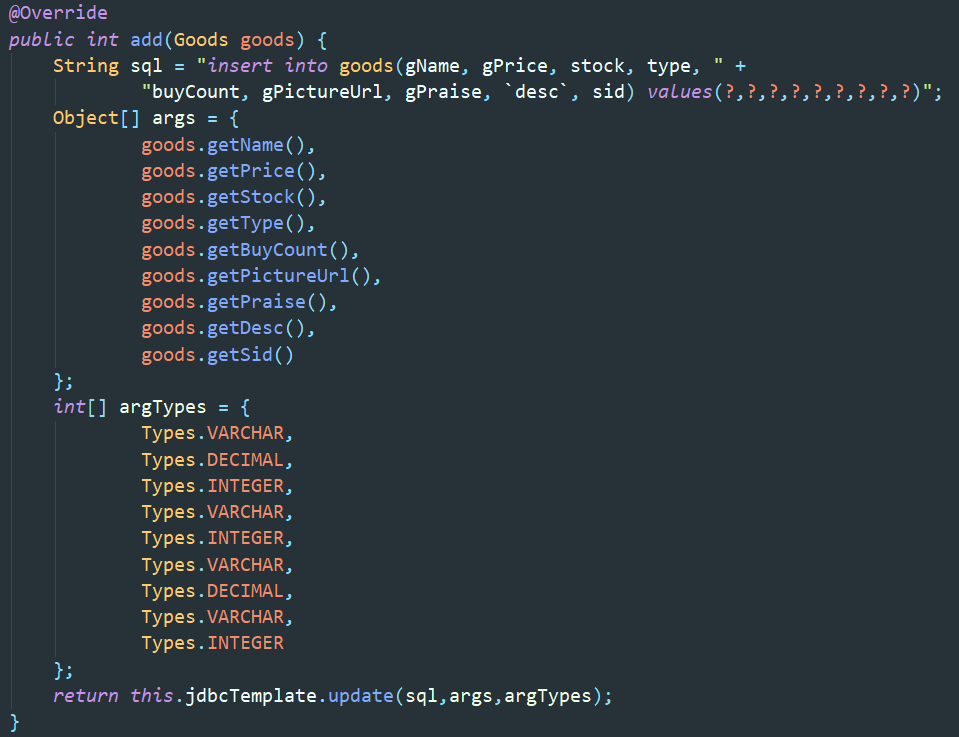 @Override
public int add(Goods goods) {
    String sql = "insert into goods(gName, gPrice, stock, type, " +
            "buyCount, gPictureUrl, gPraise, `desc`, sid) values(?,?,?,?,?,?,?,?,?)";
    Object[] args = {
            goods.getName(),
            goods.getPrice(),
            goods.getStock(),
            goods.getType(),
            goods.getBuyCount(),
            goods.getPictureUrl(),
            goods.getPraise(),
            goods.getDesc(),
            goods.getSid()
    };
    int[] argTypes = {
            Types.VARCHAR,
            Types.DECIMAL,
            Types.INTEGER,
            Types.VARCHAR,
            Types.INTEGER,
            Types.VARCHAR,
            Types.DECIMAL,
            Types.VARCHAR,
            Types.INTEGER
    };
    return this.jdbcTemplate.update(sql,args,argTypes);
}